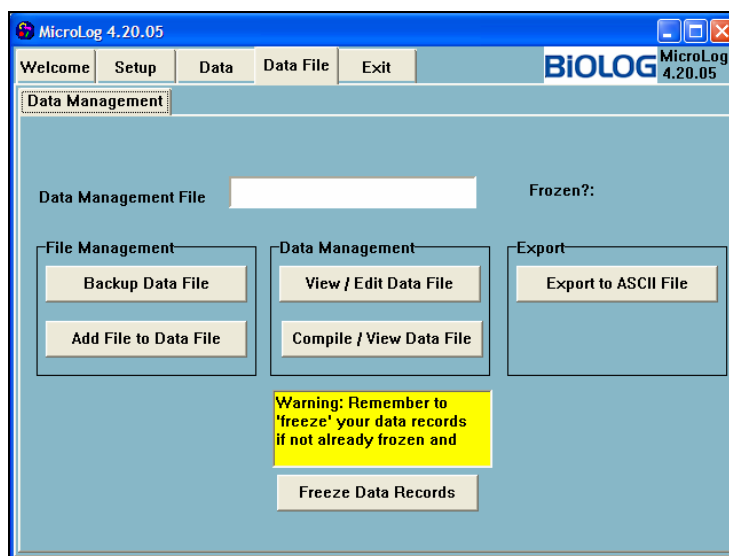 MicroLog 4.20.05
Welcome Setup Data Data File Exit BiOLOG MicroLog
4.20.05
Data Management
Data Management File Frozen?:
File Management Data Management Export
Backup Data File View / Edit Data File Export to ASCII File
Add File to Data File Compile / View Data File
Warning: Remember to
'freeze' your data records
if not already frozen and
Freeze Data Records